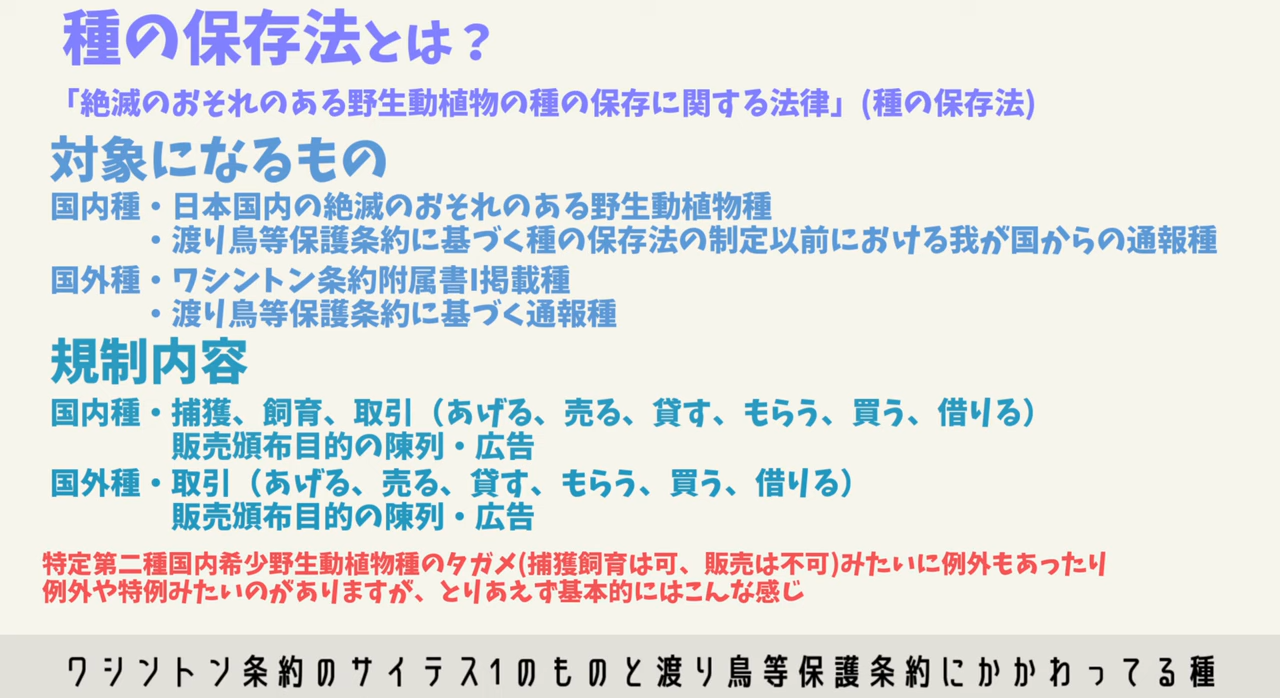 種の保存法とは？
「絶滅のおそれのある野生動植物の種の保存に関する法律」(種の保存法)
対象になるもの
国内種・日本国内の絶滅のおそれのある野生動植物種
・渡り鳥等保護条約に基づく種の保存法の制定以前における我が国からの通報種
国外種・ワシントン条約附属書I掲載種
・渡り鳥等保護条約に基づく通報種
規制内容
国内種・捕獲、飼育、取引（あげる、売る、貸す、もらう、買う、借りる）
販売頒布目的の陳列・広告
国外種・取引（あげる、売る、貸す、もらう、買う、借りる）
販売頒布目的の陳列・広告
特定第二種国内希少野生動植物種のタガメ(捕獲飼育は可、販売は不可)みたいに例外もあったり
例外や特例みたいのがありますが、とりあえず基本的にはこんな感じ
ワシントン条約のサイテス1のものと渡り鳥等保護条約にかかわってる種